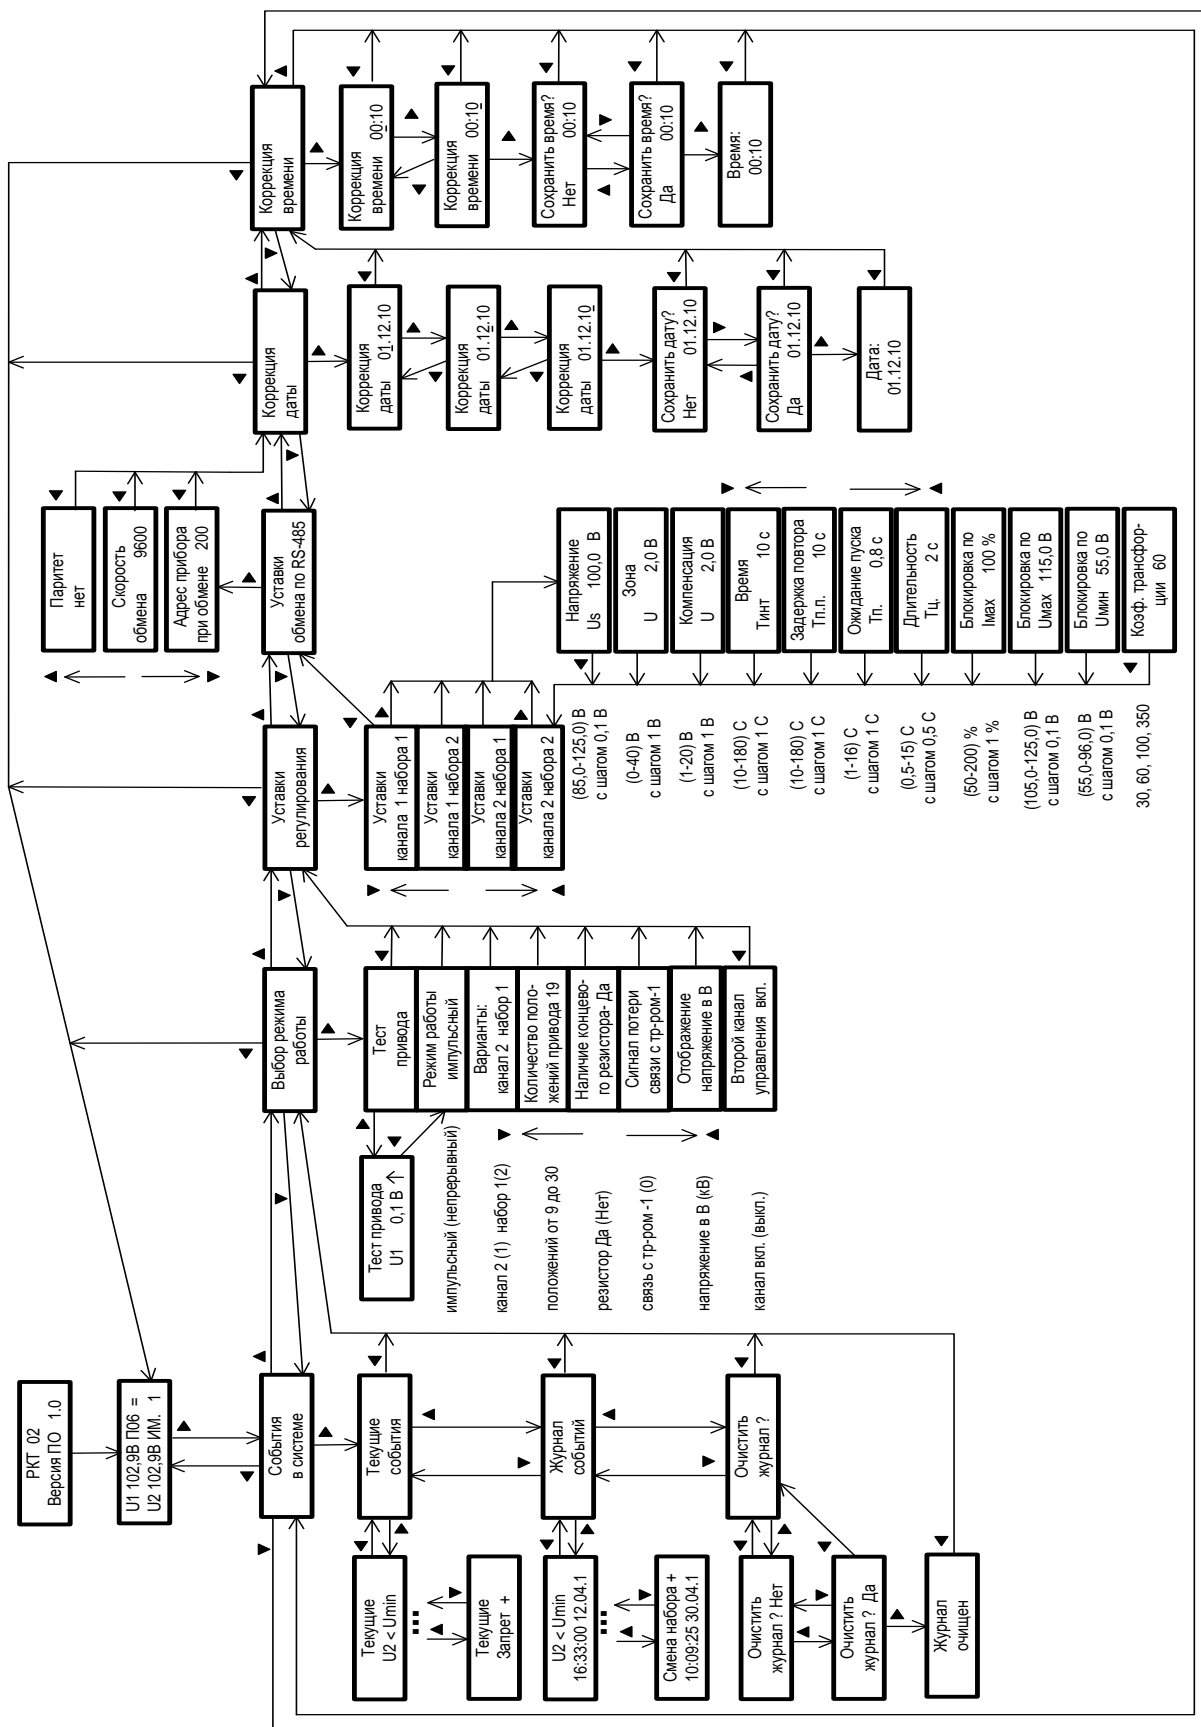 РКТ 02
Версия ПО 1.0
U1 102,9В П06 =
U2 102,9В ИМ. 1
События
в системе
Текущие
события
Текущие
U2 < Umin
Текущие
Запрет +
Журнал
событий
U2 < Umin
16:33:00 12.04.1
Смена набора +
10:09:25 30.04.1
Очистить
журнал ?
Очистить
журнал ? Нет
Очистить
журнал ? Да
Журнал
очищен
Выбор режима
работы
Тест
привода
Режим работы
импульсный
Варианты:
канал 2 набор 1
Количество поло-
жений привода 19
Наличие концево-
го резистора- Да
Сигнал потери
связи с тр-ром-1
Отображение
напряжение в В
Второй канал
управления вкл.
Тест привода
U1 0,1 В ↑
импульсный (непрерывный)
канал 2 (1) набор 1(2)
положений от 9 до 30
резистор Да (Нет)
связь с тр-ром -1 (0)
напряжение в В (кВ)
канал вкл. (выкл.)
Уставки
регулирования
Уставки
канала 1 набора 1
Уставки
канала 1 набора 2
Уставки
канала 2 набора 1
Уставки
канала 2 набора 2
Напряжение
Us 100,0 В
Зона
U 2,0 В
Компенсация
U 2,0 В
Время
Tинт 10 с
Задержка повтора
Тп.п. 10 с
Ожидание пуска
Тп. 0,8 с
Длительность
Тц. 2 с
Блокировка по
Iмах 100 %
Блокировка по
Uмах 115,0 В
Блокировка по
Uмин 55,0 В
Коэф. трансфор-
ции 60
(85,0-125,0) В
с шагом 0,1 В
(0-40) В
с шагом 1 В
(1-20) В
с шагом 1 В
(10-180) С
с шагом 1 С
(10-180) С
с шагом 1 С
(1-16) С
с шагом 1 С
(0,5-15) С
с шагом 0,5 С
(50-200) %
с шагом 1 %
(105,0-125,0) В
с шагом 0,1 В
(55,0-96,0) В
с шагом 0,1 В
30, 60, 100, 350
Уставки
обмена по RS-485
Паритет
нет
Скорость
обмена 9600
Адрес прибора
при обмене 200
Коррекция
даты
Коррекция
даты 01.12.10
Коррекция
даты 01.12.10
Коррекция
даты 01.12.10
Сохранить дату?
Нет 01.12.10
Сохранить дату?
Да 01.12.10
Дата:
01.12.10
Коррекция
времени
Коррекция
времени 00:10
Коррекция
времени 00:10
Сохранить время?
Нет 00:10
Сохранить время?
Да 00:10
Время:
00:10